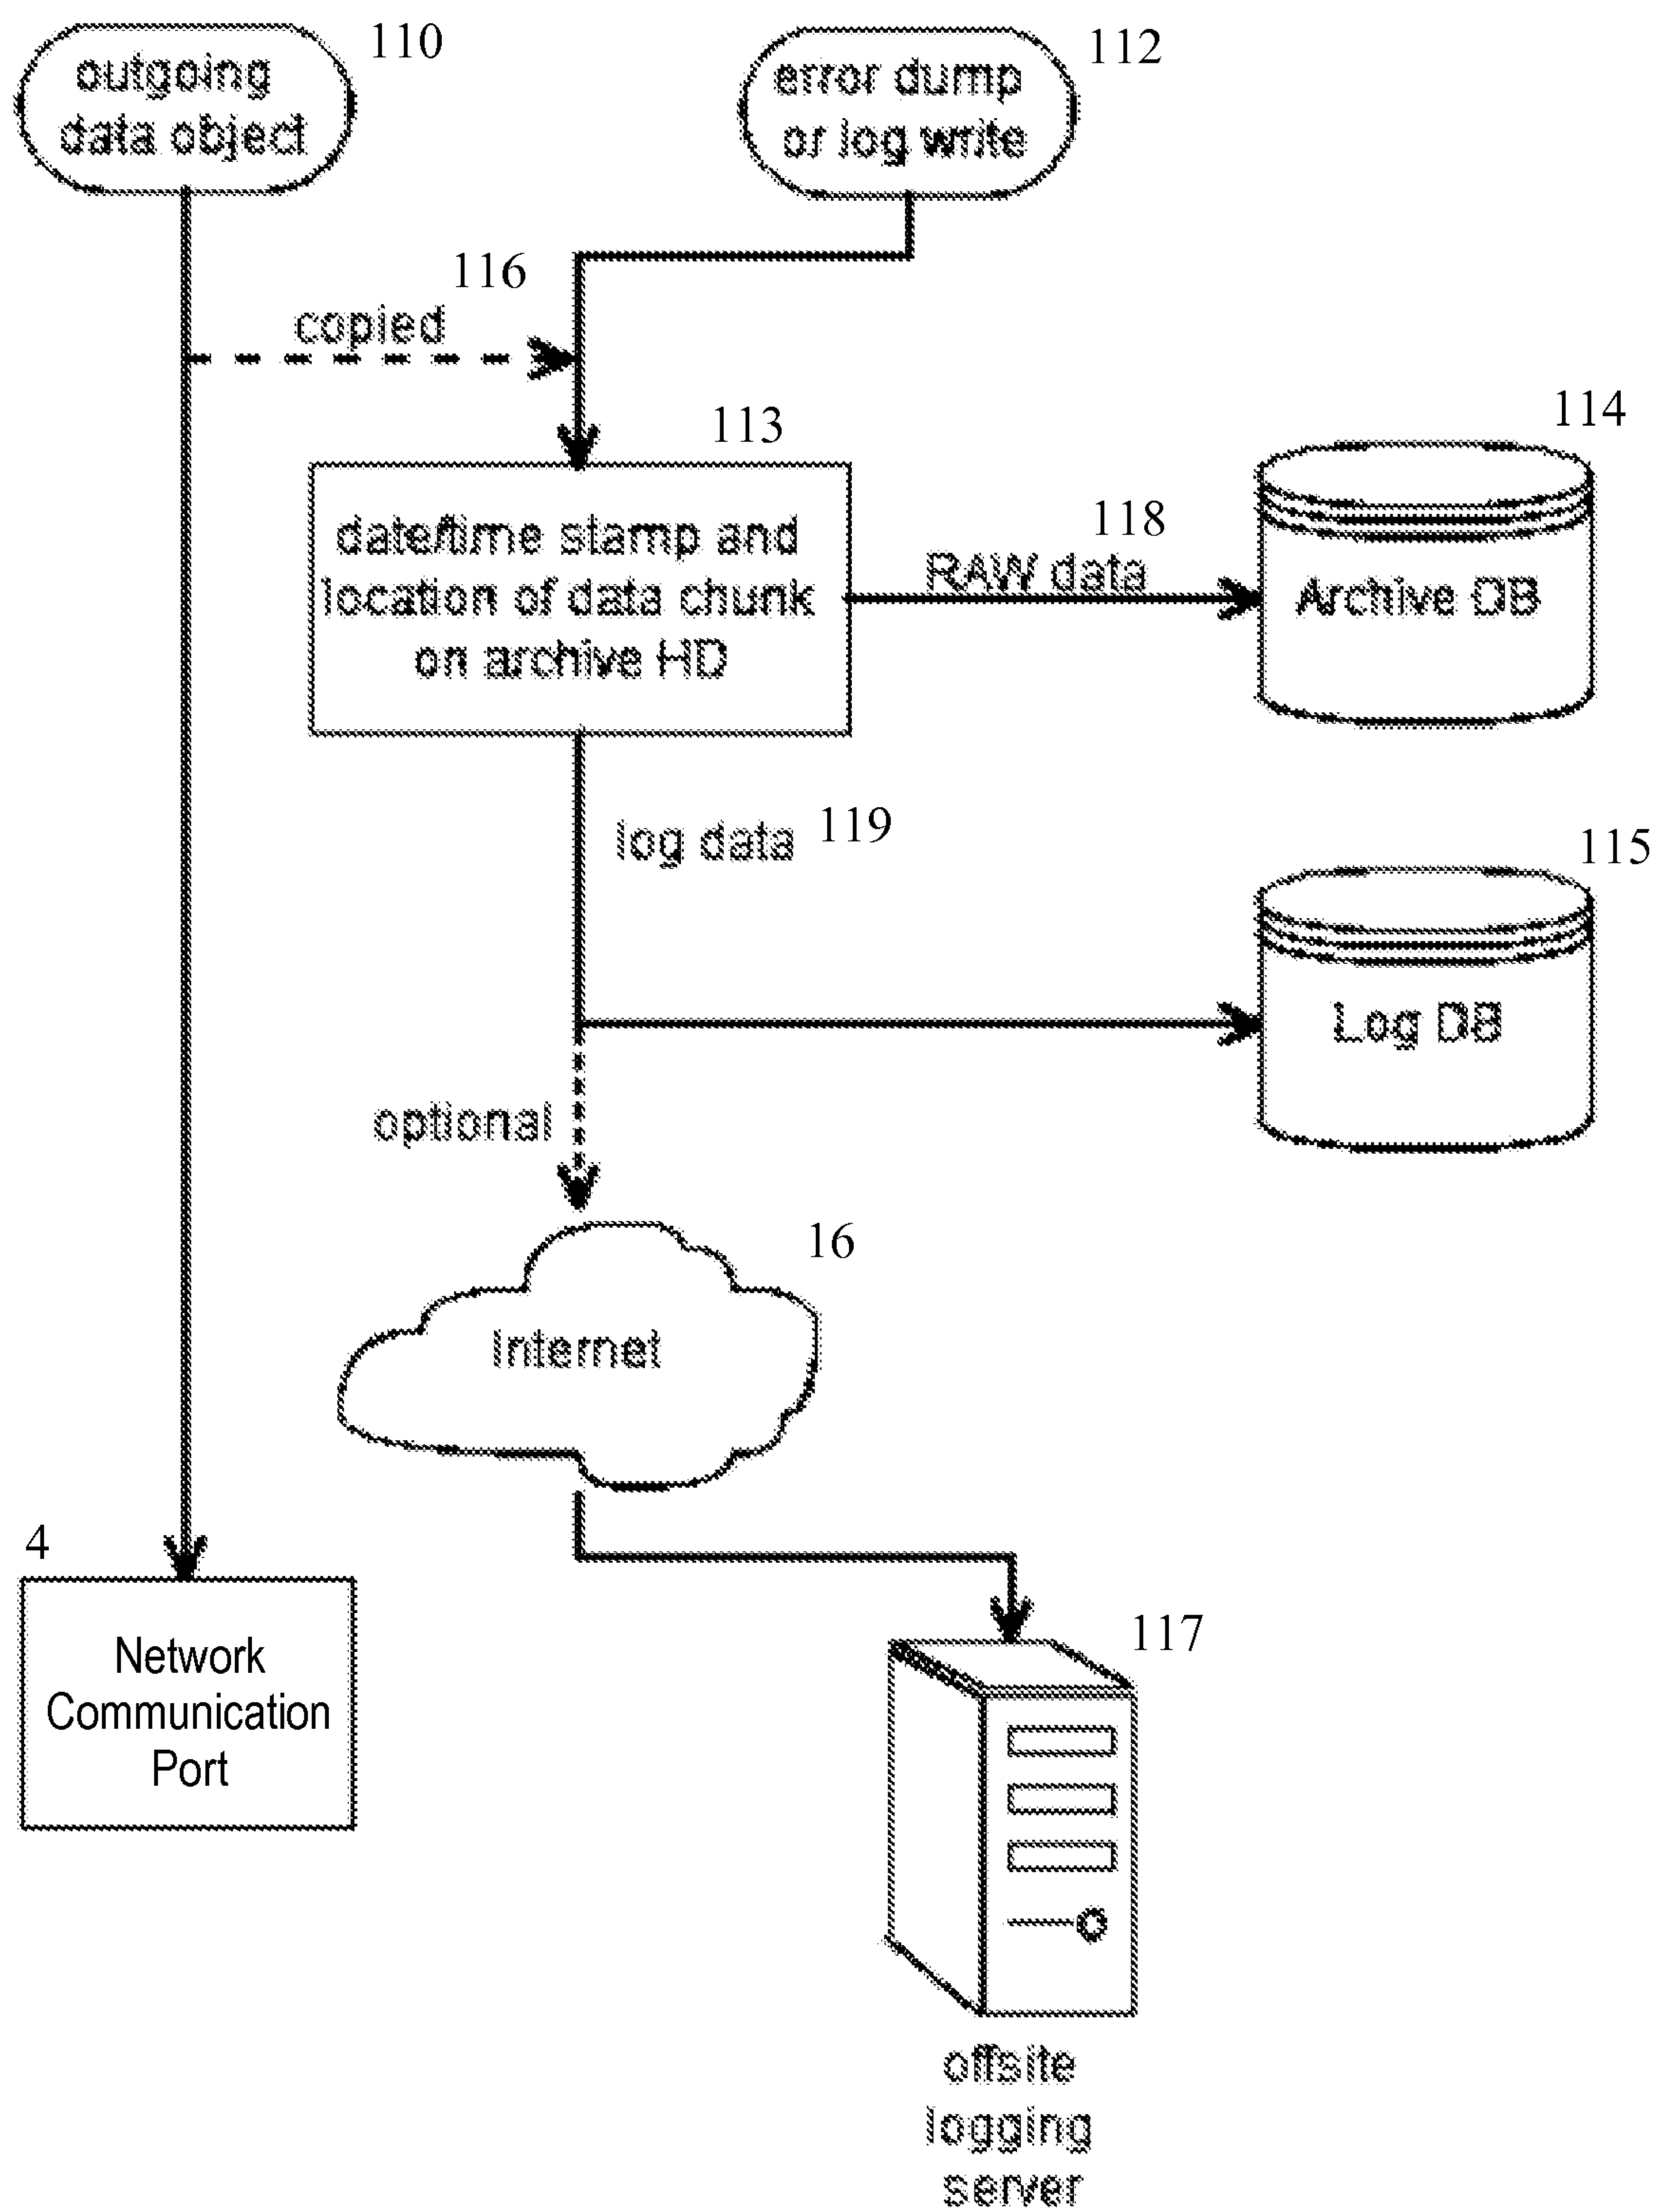 110
outgoing
data object
112
error dump
or log write
116
copied
113
date/time stamp and
location of data chunk
on archive HD
118
RAW data
114
Archive DB
log data 119
115
Log DB
optional
16
Internet
4
Network
Communication
Port
117
offsite
logging
server